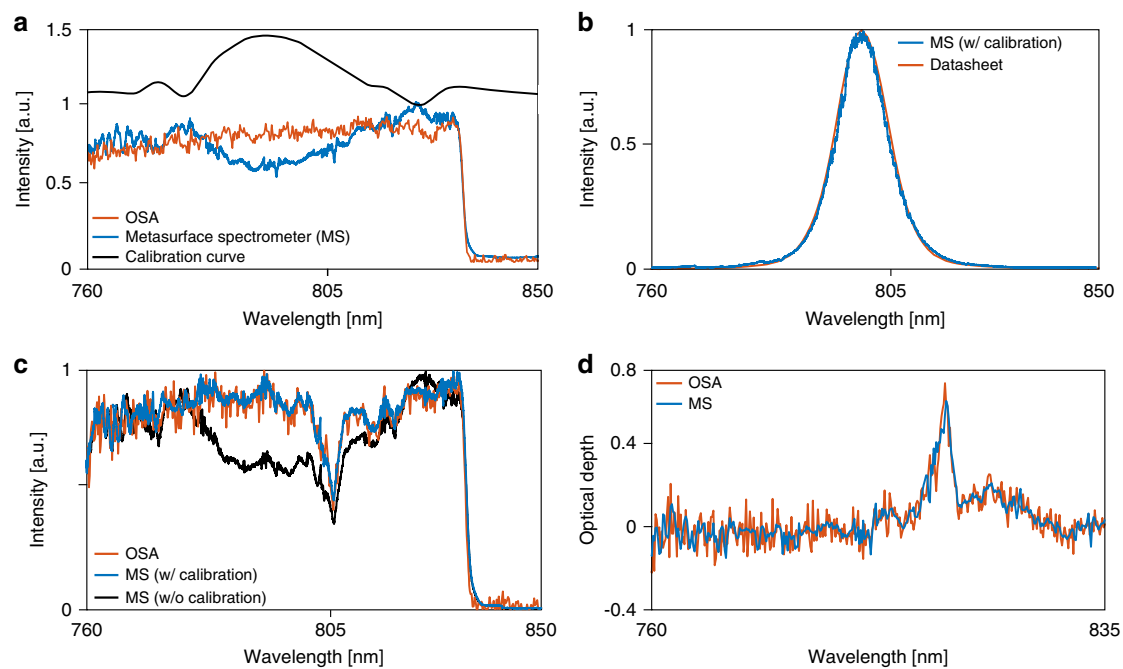 a
1.5
1
0.5
0
Intensity [a.u.]
OSA
Metasurface spectrometer (MS)
Calibration curve
760
805
850
Wavelength [nm]
b
1
0.5
0
Intensity [a.u.]
MS (w/ calibration)
Datasheet
760
805
850
Wavelength [nm]
c
1
0
Intensity [a.u.]
OSA
MS (w/ calibration)
MS (w/o calibration)
760
805
850
Wavelength [nm]
d
0.8
0.4
0
-0.4
Optical depth
OSA
MS
760
835
Wavelength [nm]